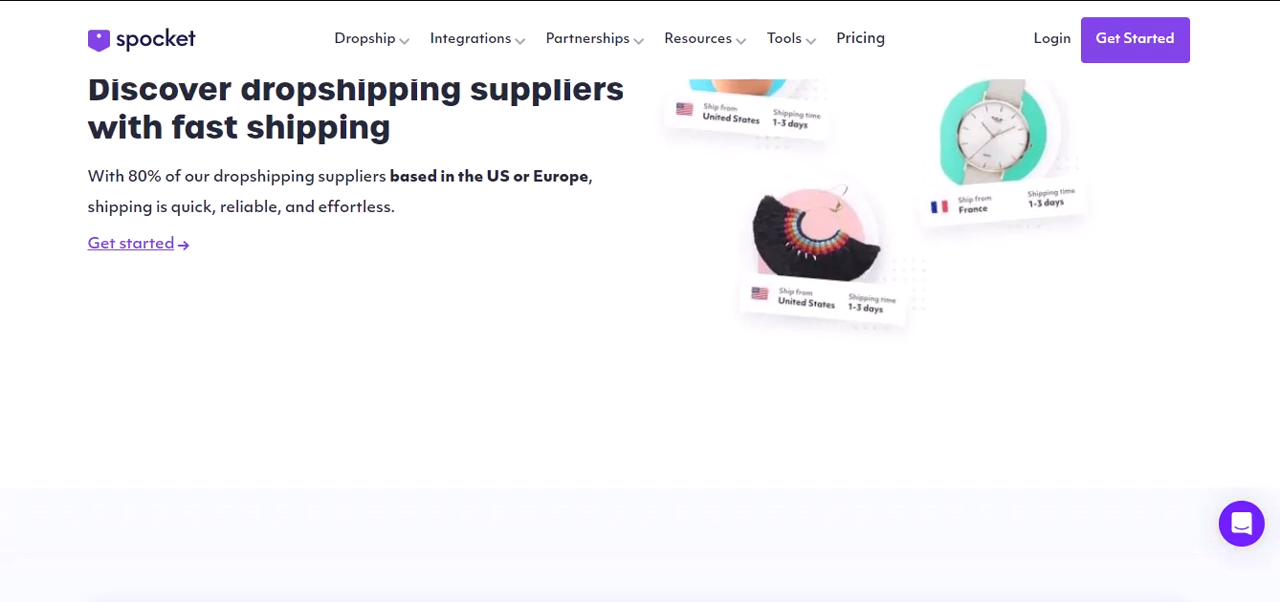 spocket
Dropship
Integrations
Partnerships
Resources
Tools
Pricing
Login
Get Started
Discover dropshipping suppliers
with fast shipping
With 80% of our dropshipping suppliers based in the US or Europe,
shipping is quick, reliable, and effortless.
Get started
Ship from
United States
Shipping time
1-3 days
Ship from
France
Shipping time
1-3 days
Ship from
United States
Shipping time
1-3 days